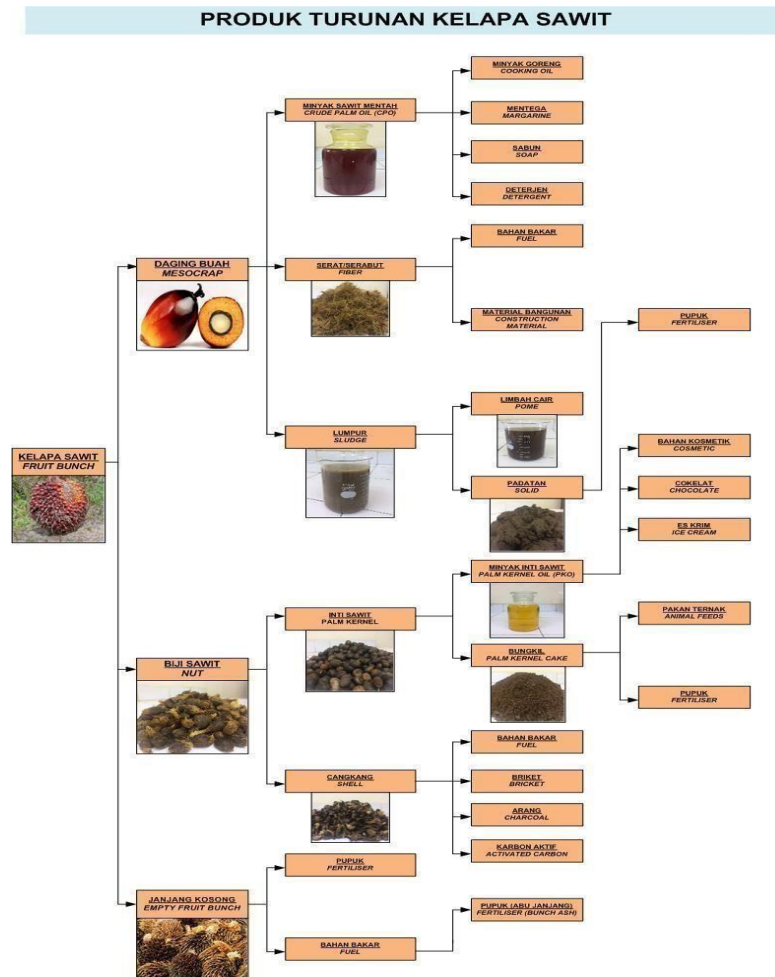 PRODUK TURUNAN KELAPA SAWIT
MINYAK GORENG
COOKING OIL
MINYAK SAWIT MENTAH
CRUDE PALM OIL (CPO)
MENTEGA
MARGARINE
SABUN
SOAP
DETERJEN
DETERGENT
BAHAN BAKAR
FUEL
DAGING BUAH
MESOCRAP
SERAT/SERABUT
FIBER
MATERIAL BANGUNAN
CONSTRUCTION
MATERIAL
PUPUK
FERTILISER
LIMBAH CAIR
POME
LUMPUR
SLUDGE
BAHAN KOSMETIK
COSMETIC
KELAPA SAWIT
FRUIT BUNCH
PADATAN
SOLID
COKELAT
CHOCOLATE
ES KRIM
ICE CREAM
MINYAK INTI SAWIT
PALM KERNEL OIL (PKO)
INTI SAWIT
PALM KERNEL
PAKAN TERNAK
ANIMAL FEEDS
BIJI SAWIT
NUT
BUNGKIL
PALM KERNEL CAKE
PUPUK
FERTILISER
BAHAN BAKAR
FUEL
CANGKANG
SHELL
BRIKET
BRICKET
ARANG
CHARCOAL
KARBON AKTIF
ACTIVATED CARBON
PUPUK
FERTILISER
JANJANG KOSONG
EMPTY FRUIT BUNCH
PUPUK (ABU JANJANG)
FERTILISER (BUNCH ASH)
BAHAN BAKAR
FUEL